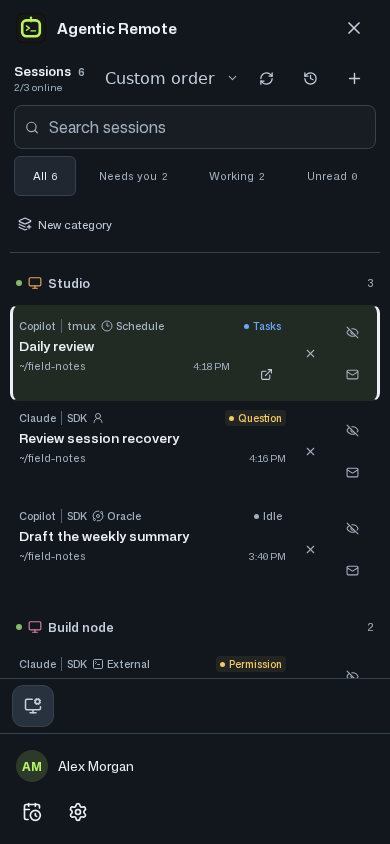 Agentic Remote
Sessions 6
2/3 online
Custom order
Search sessions
All 6
Needs you 2
Working 2
Unread 0
New category
Studio
3
Copilot | tmux Schedule
Tasks
Daily review
~/field-notes
4:18 PM
Claude | SDK
Question
Review session recovery
~/field-notes
4:16 PM
Copilot | SDK Oracle
Idle
Draft the weekly summary
~/field-notes
3:40 PM
Build node
2
Claude | SDK External
Permission
AM
Alex Morgan